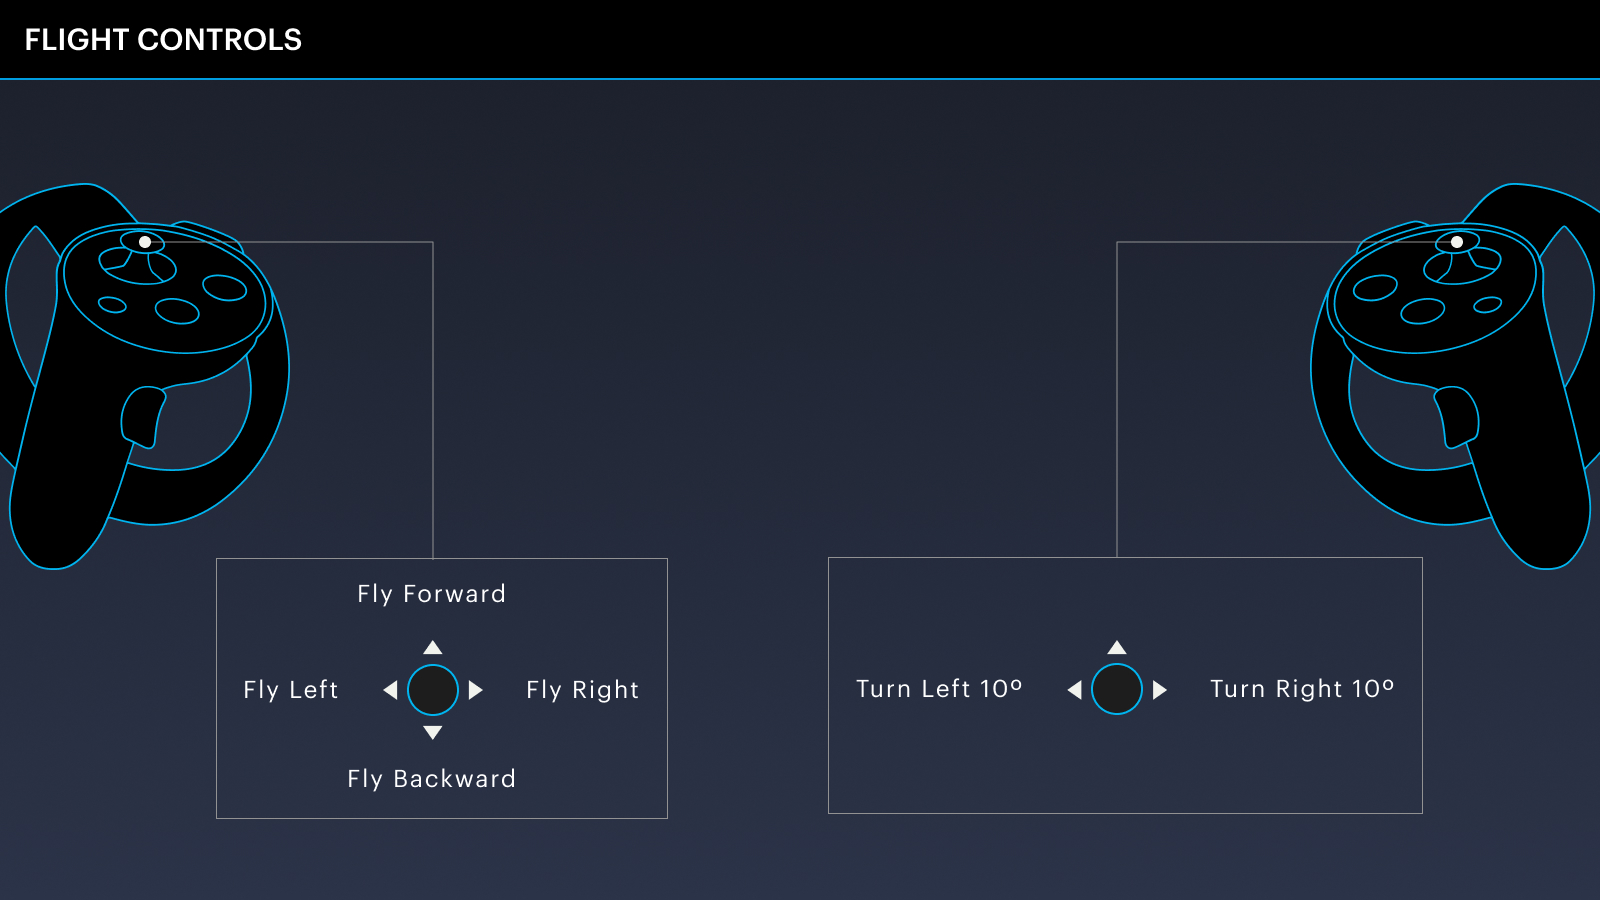 FLIGHT CONTROLS
Fly Forward
Fly Left
Fly Right
Fly Backward
Turn Left 10º
Turn Right 10º